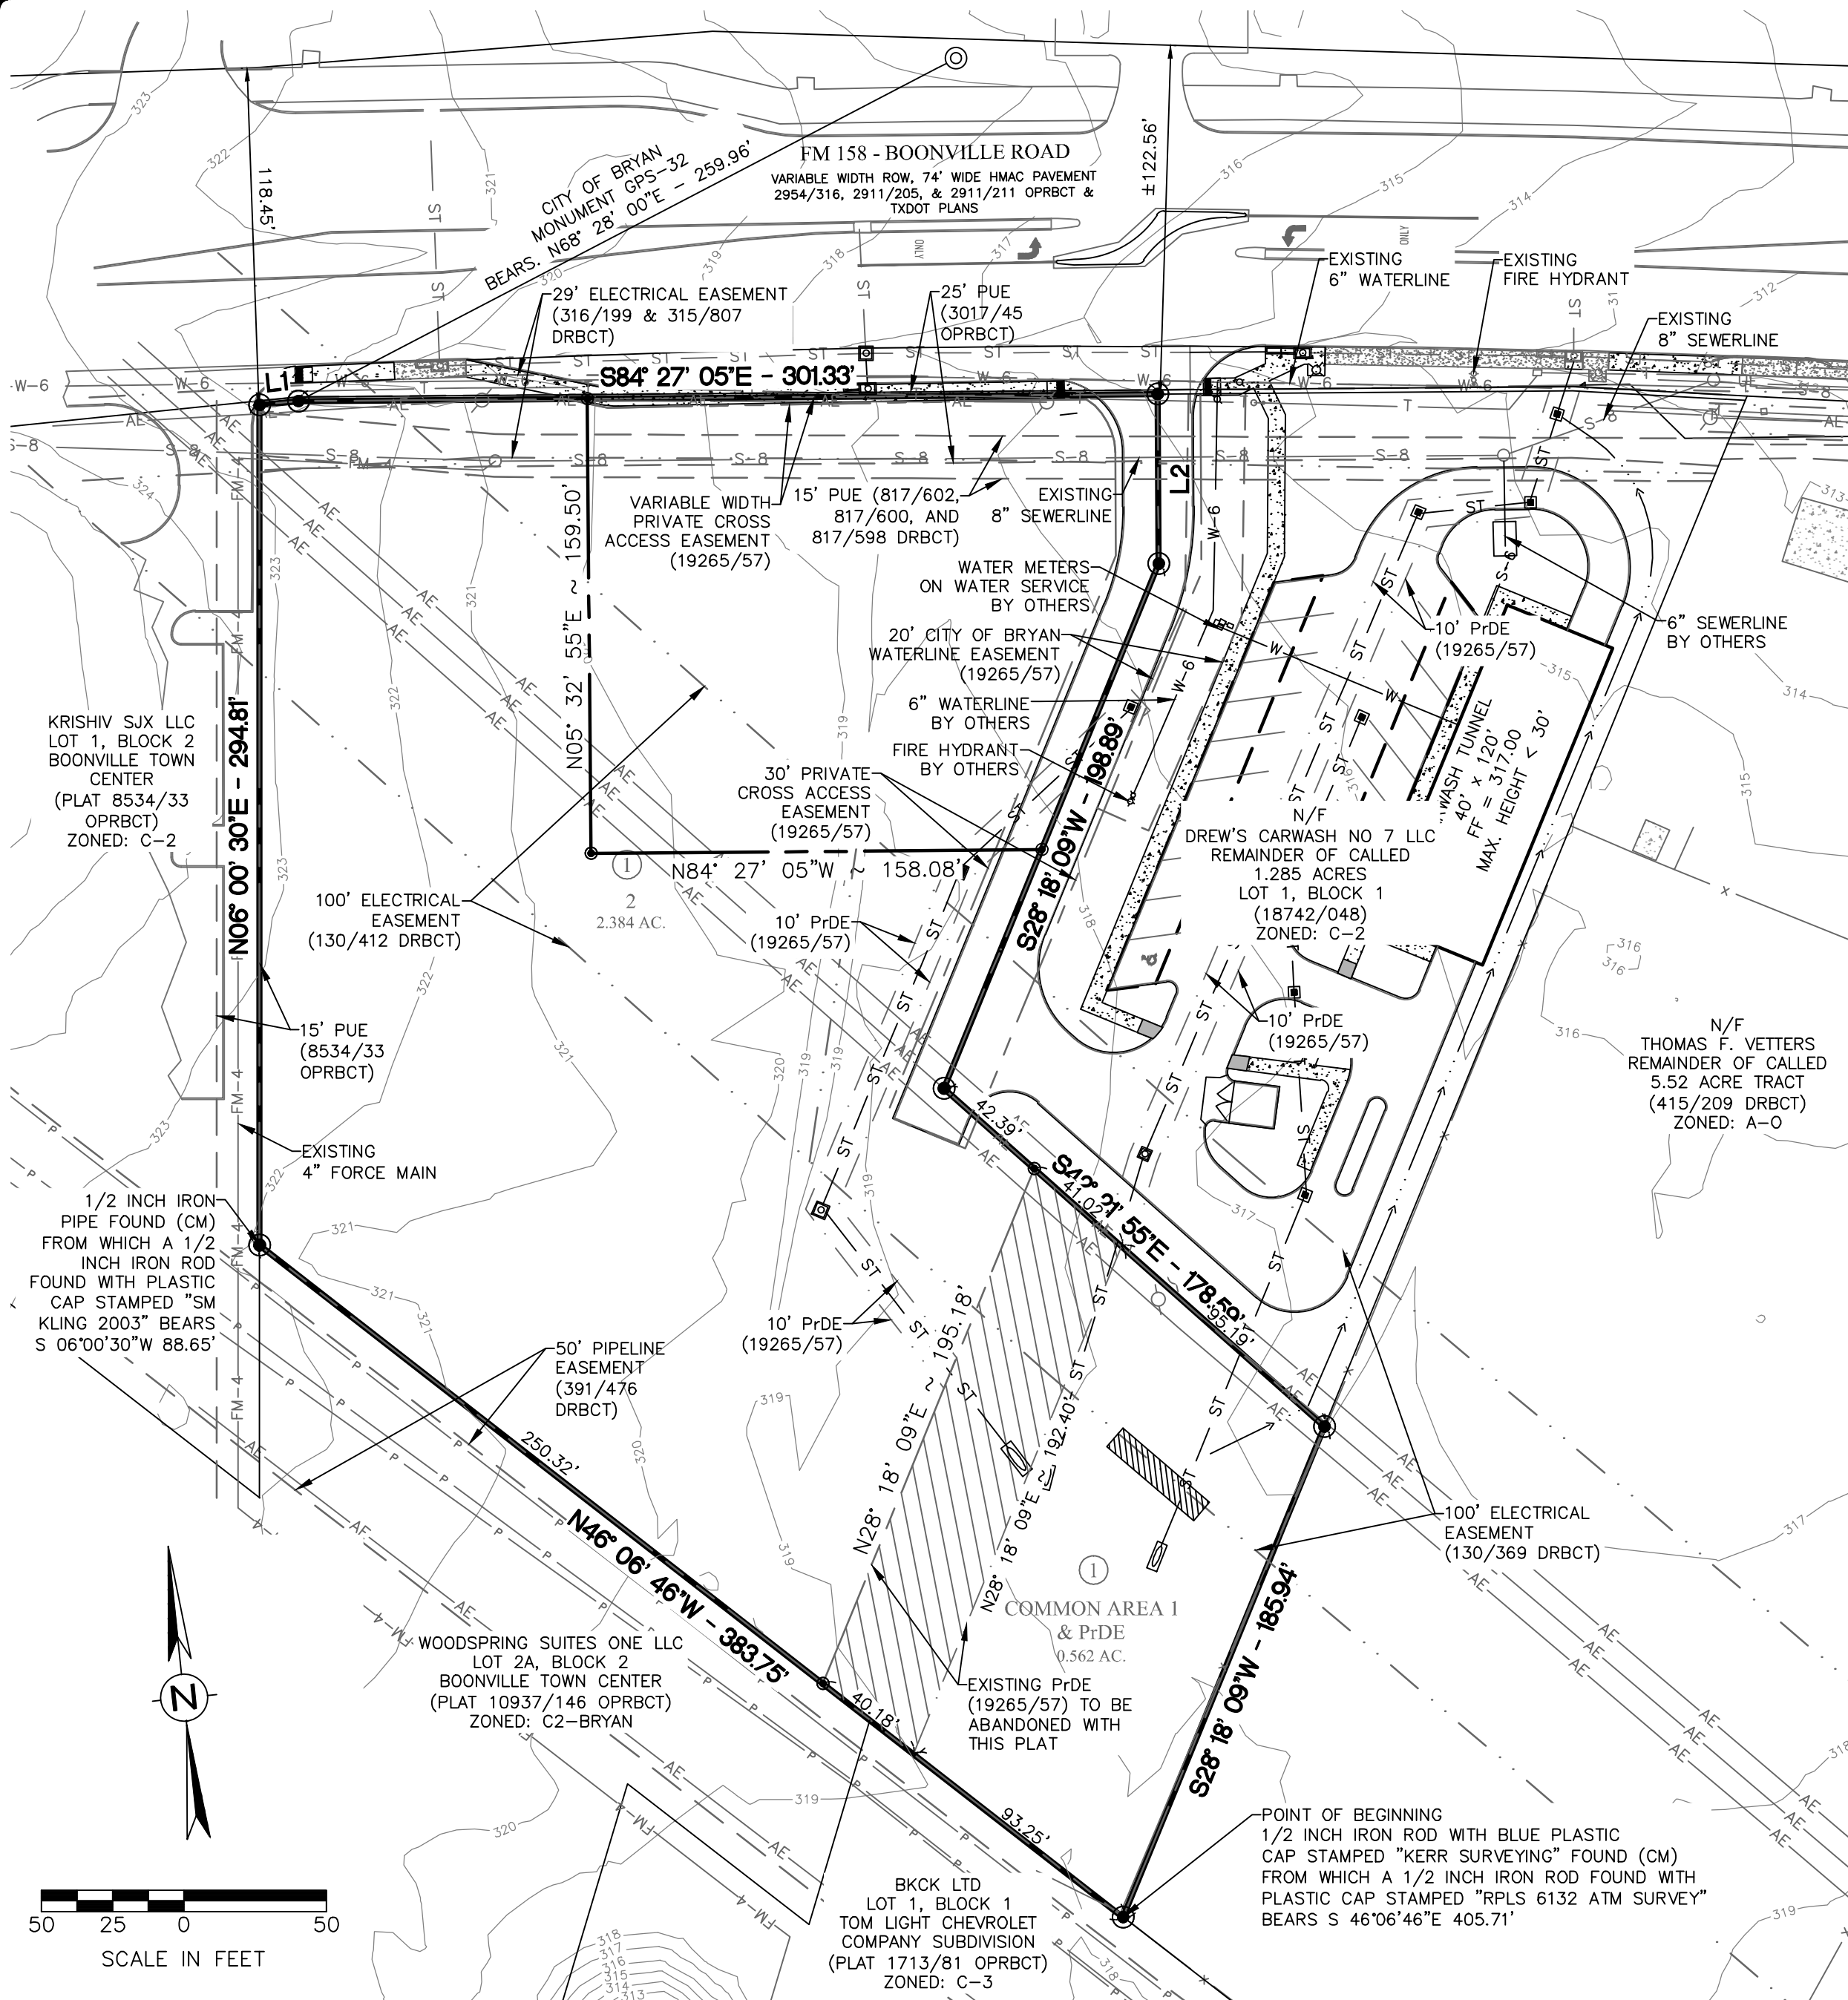 FM 158 - BOONVILLE ROAD
VARIABLE WIDTH ROW, 74' WIDE HMAC PAVEMENT
2954/316, 2911/205, & 2911/211 OPRBCT &
TXDOT PLANS
118.45'
±122.56'
CITY OF BRYAN
MONUMENT GPS-32
BEARS. N68° 28' 00"E - 259.96'
ONLY
ONLY
323
322
321
320
319
318
317
316
315
314
312
29' ELECTRICAL EASEMENT
(316/199 & 315/807
DRBCT)
25' PUE
(3017/45
OPRBCT)
EXISTING
6" WATERLINE
EXISTING
FIRE HYDRANT
EXISTING
8" SEWERLINE
L1
S84° 27' 05"E - 301.33'
L2
VARIABLE WIDTH
PRIVATE CROSS
ACCESS EASEMENT
(19265/57)
15' PUE (817/602,
817/600, AND
817/598 DRBCT)
EXISTING
8" SEWERLINE
WATER METERS
ON WATER SERVICE
BY OTHERS
20' CITY OF BRYAN
WATERLINE EASEMENT
(19265/57)
6" WATERLINE
BY OTHERS
FIRE HYDRANT
BY OTHERS
30' PRIVATE
CROSS ACCESS
EASEMENT
(19265/57)
10' PrDE
(19265/57)
6" SEWERLINE
BY OTHERS
WASH TUNNEL
40' x 120'
FF = 317.00
MAX. HEIGHT < 30'
N/F
DREW'S CARWASH NO 7 LLC
REMAINDER OF CALLED
1.285 ACRES
LOT 1, BLOCK 1
(18742/048)
ZONED: C-2
KRISHIV SJX LLC
LOT 1, BLOCK 2
BOONVILLE TOWN
CENTER
(PLAT 8534/33
OPRBCT)
ZONED: C-2
N06° 00' 30"E - 294.81'
N05° 32' 55"E ~ 159.50'
N84° 27' 05"W ~ 158.08'
S28° 18' 09"W - 198.89'
1
2
2.384 AC.
100' ELECTRICAL
EASEMENT
(130/412 DRBCT)
10' PrDE
(19265/57)
10' PrDE
(19265/57)
15' PUE
(8534/33
OPRBCT)
N/F
THOMAS F. VETTERS
REMAINDER OF CALLED
5.52 ACRE TRACT
(415/209 DRBCT)
ZONED: A-O
EXISTING
4" FORCE MAIN
42.39'
S42° 21' 55"E - 178.59'
41.02'
95.19'
1/2 INCH IRON
PIPE FOUND (CM)
FROM WHICH A 1/2
INCH IRON ROD
FOUND WITH PLASTIC
CAP STAMPED "SM
KLING 2003" BEARS
S 06°00'30"W 88.65'
10' PrDE
(19265/57)
50' PIPELINE
EASEMENT
(391/476
DRBCT)
N28° 18' 09"E ~ 195.18'
N28° 18' 09"E ~ 192.40'
250.32'
N46° 06' 46"W - 383.75'
40.18'
93.25'
100' ELECTRICAL
EASEMENT
(130/369 DRBCT)
S28° 18' 09"W - 185.94'
1
COMMON AREA 1
& PrDE
0.562 AC.
WOODSPRING SUITES ONE LLC
LOT 2A, BLOCK 2
BOONVILLE TOWN CENTER
(PLAT 10937/146 OPRBCT)
ZONED: C2-BRYAN
EXISTING PrDE
(19265/57) TO BE
ABANDONED WITH
THIS PLAT
N
50 25 0 50
SCALE IN FEET
POINT OF BEGINNING
1/2 INCH IRON ROD WITH BLUE PLASTIC
CAP STAMPED "KERR SURVEYING" FOUND (CM)
FROM WHICH A 1/2 INCH IRON ROD FOUND WITH
PLASTIC CAP STAMPED "RPLS 6132 ATM SURVEY"
BEARS S 46°06'46"E 405.71'
BKCK LTD
LOT 1, BLOCK 1
TOM LIGHT CHEVROLET
COMPANY SUBDIVISION
(PLAT 1713/81 OPRBCT)
ZONED: C-3